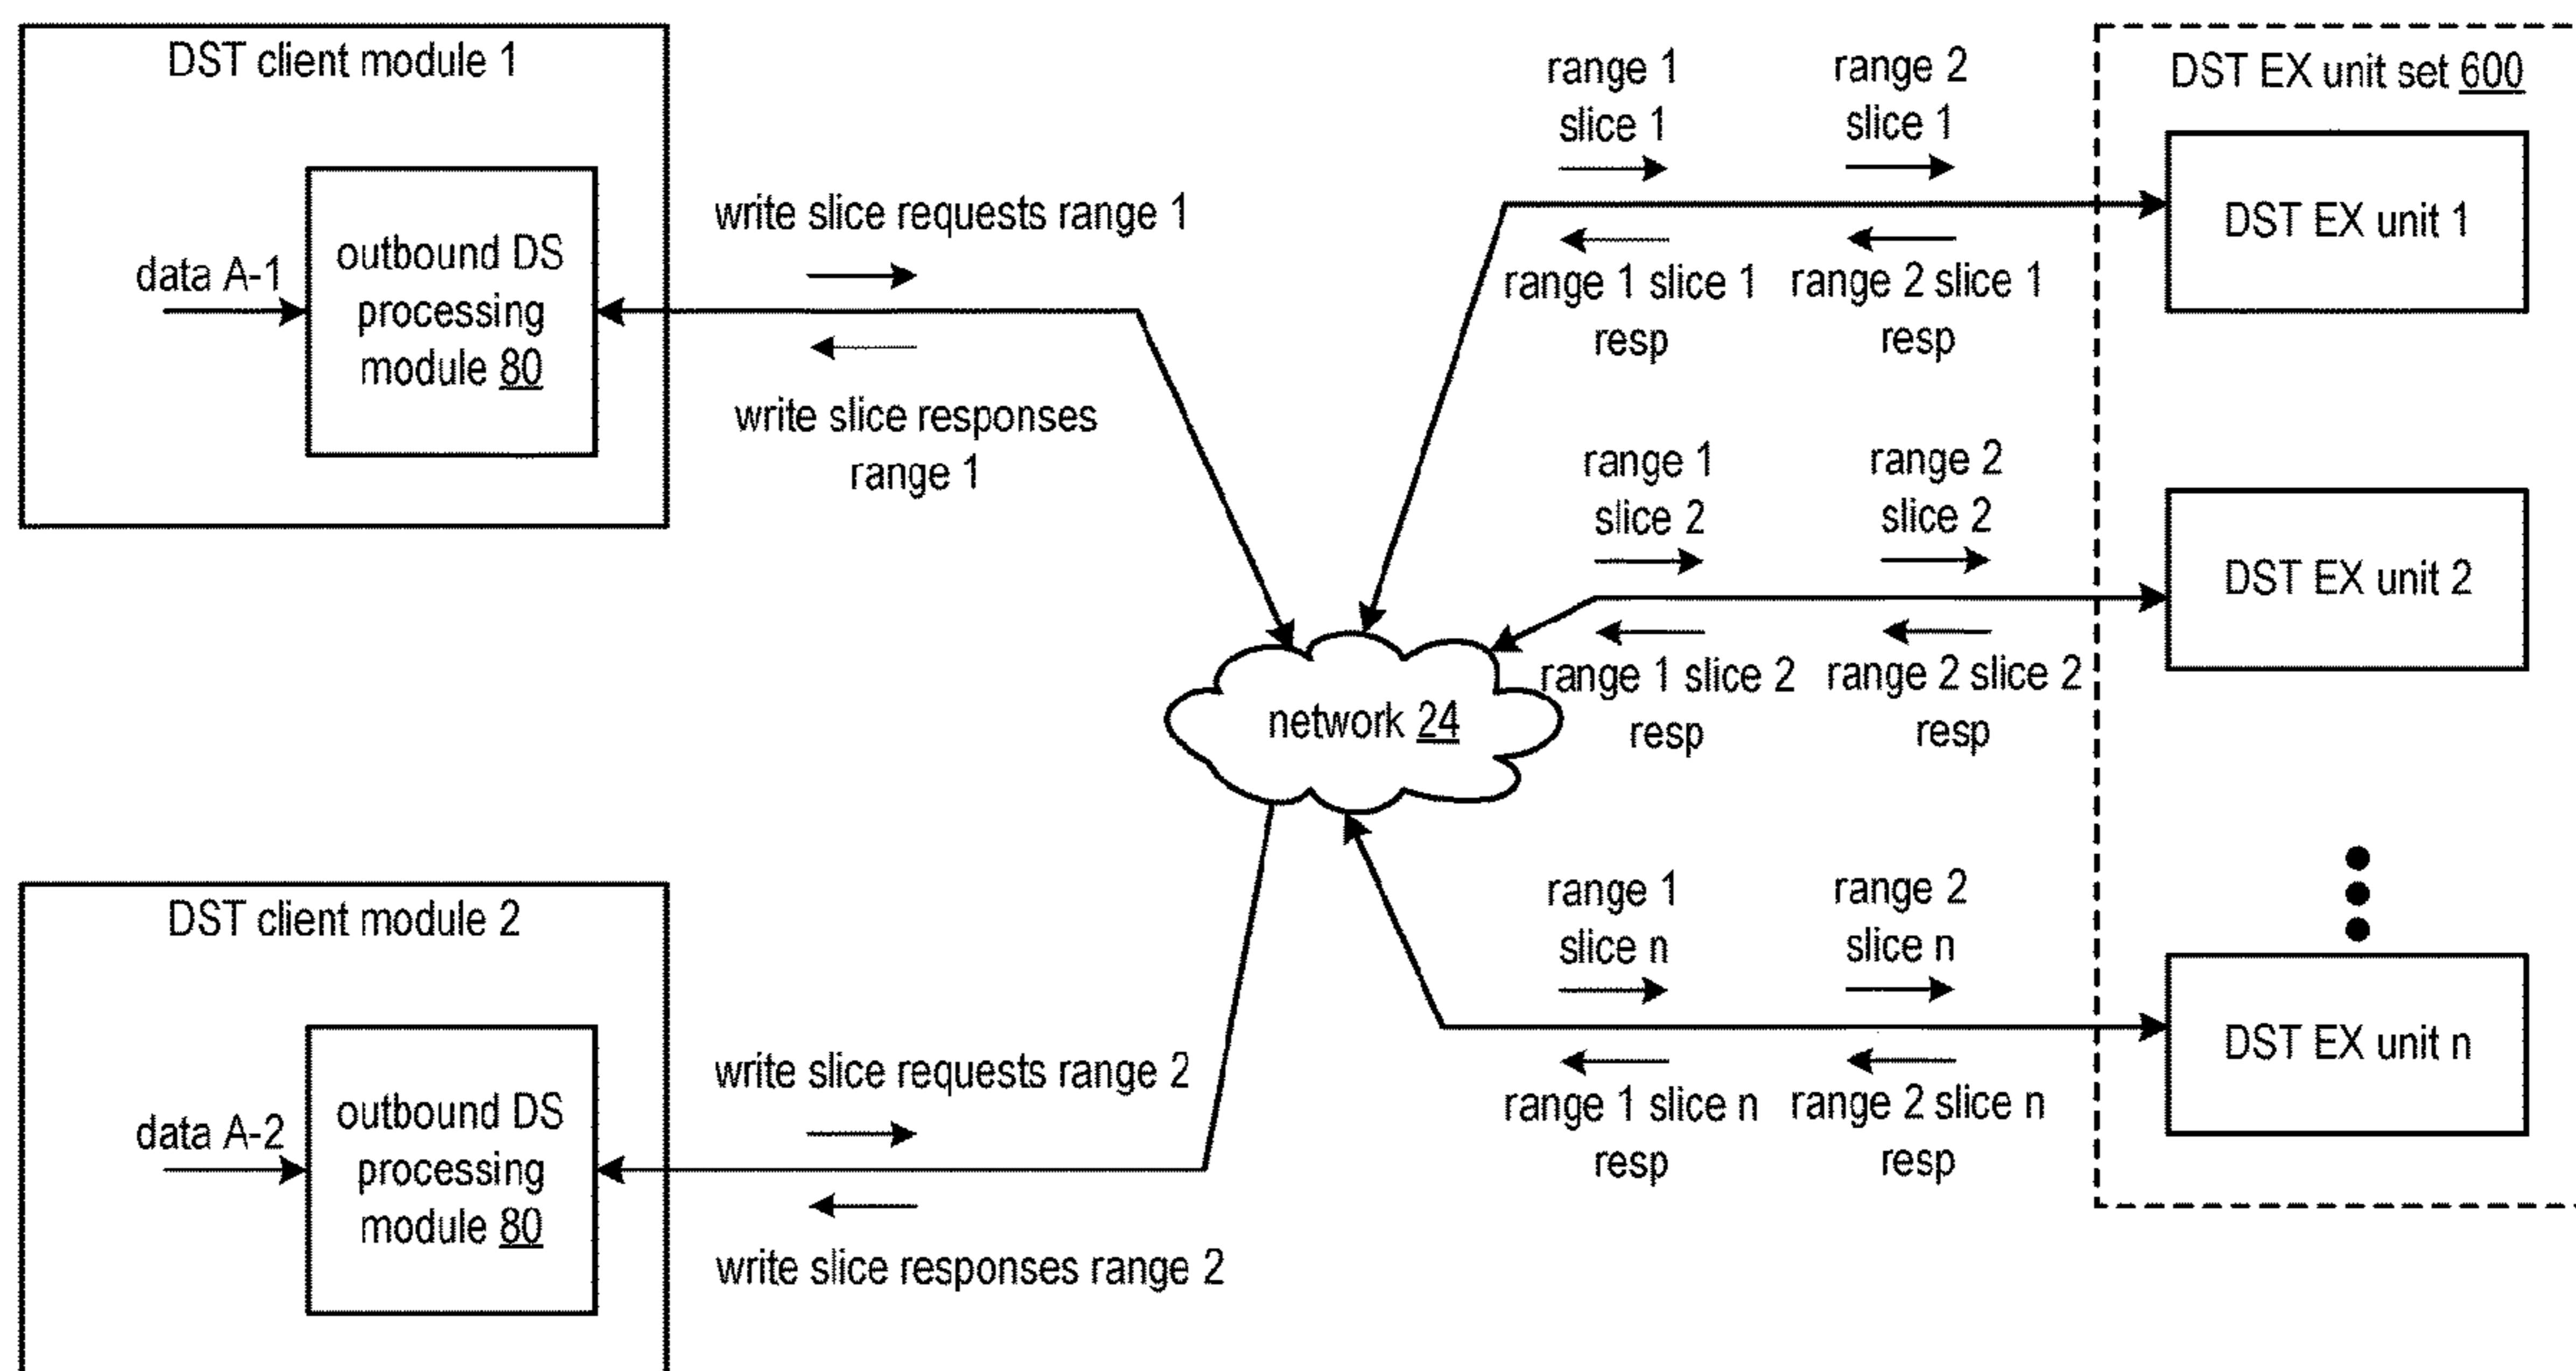 DST client module 1
data A-1
outbound DS
processing
module 80
write slice requests range 1
write slice responses
range 1
DST client module 2
data A-2
outbound DS
processing
module 80
write slice requests range 2
write slice responses range 2
network 24
range 1
slice 1
range 2
slice 1
range 1 slice 1
resp
range 2 slice 1
resp
range 1
slice 2
range 2
slice 2
range 1 slice 2
resp
range 2 slice 2
resp
range 1
slice n
range 2
slice n
range 1 slice n
resp
range 2 slice n
resp
DST EX unit set 600
DST EX unit 1
DST EX unit 2
DST EX unit n